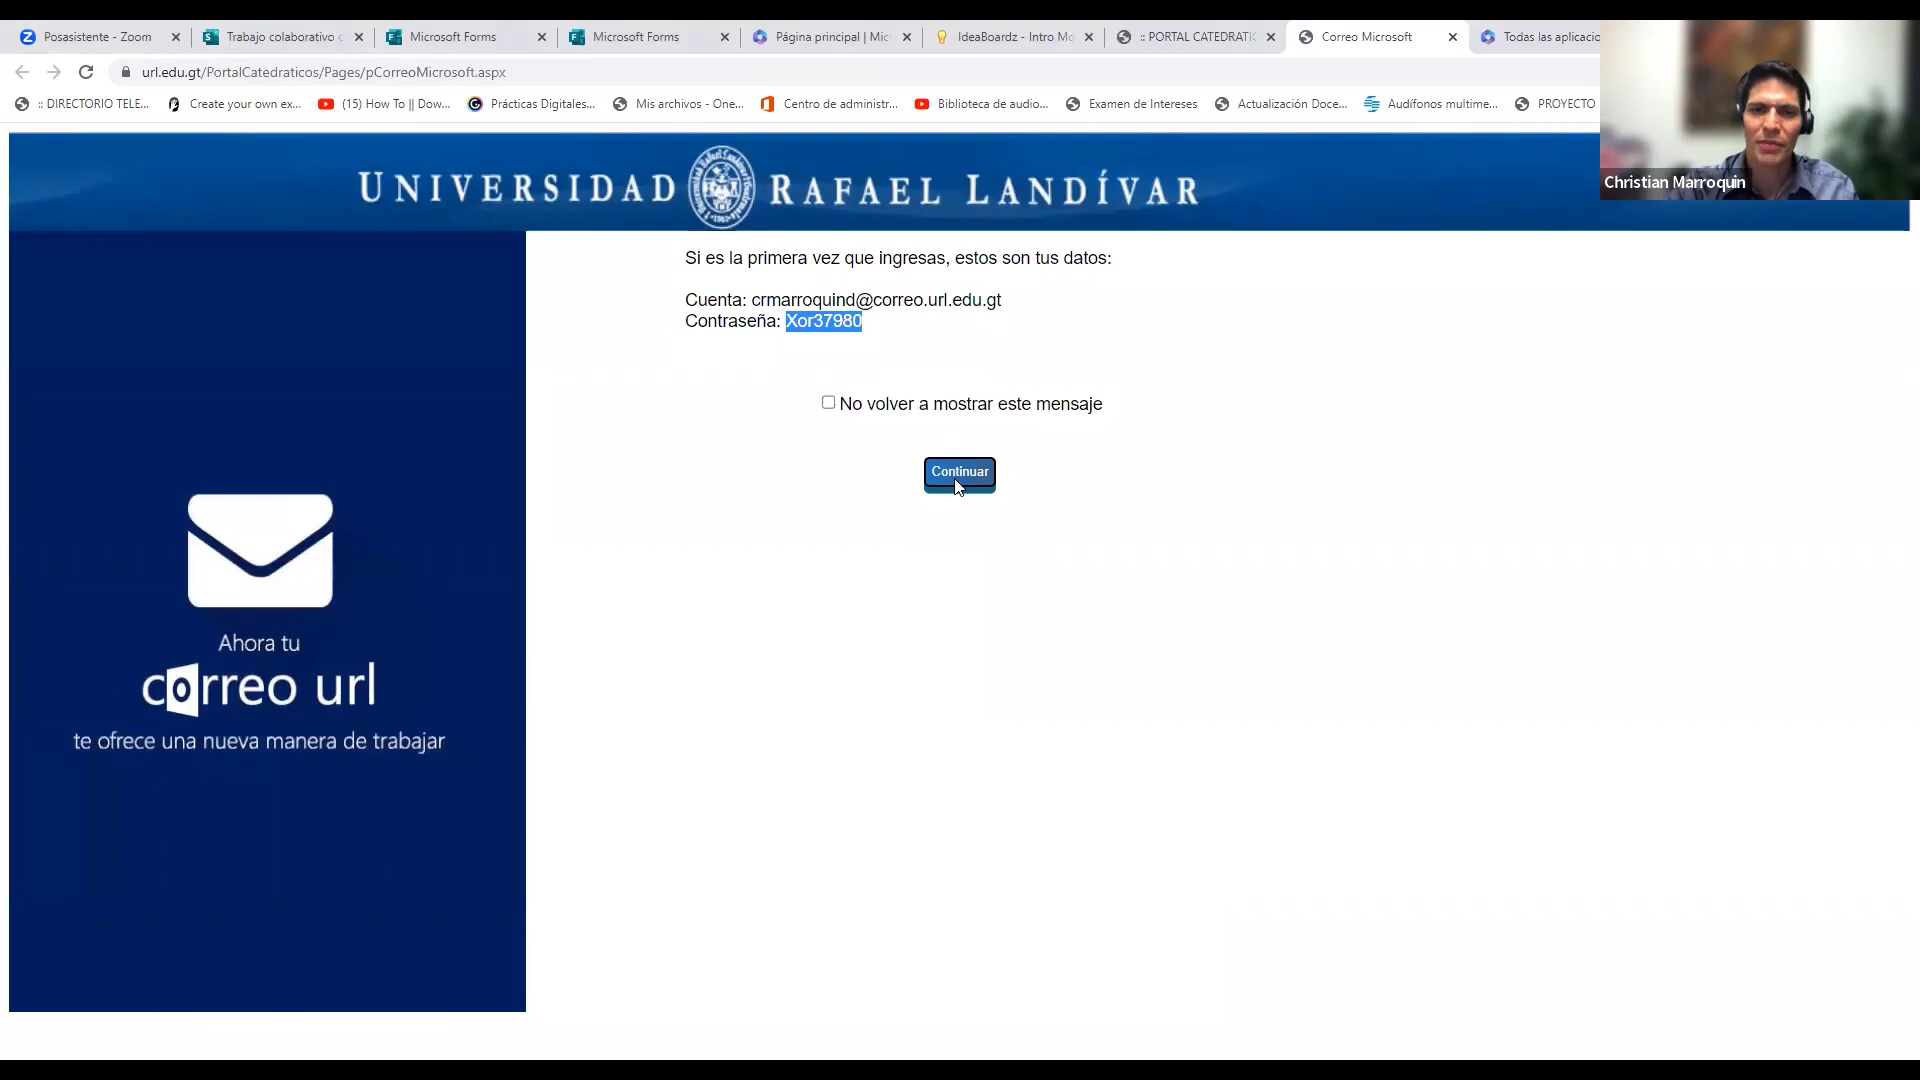 Posasistente - Zoom
Trabajo colaborativo c
Microsoft Forms
Microsoft Forms
Página principal | Mic
IdeaBoardz - Intro Mo
:: PORTAL CATEDRATIC
Correo Microsoft
Todas las aplicacio
url.edu.gt/PortalCatedraticos/Pages/pCorreoMicrosoft.aspx
:: DIRECTORIO TELE...
Create your own ex...
(15) How To || Dow...
Prácticas Digitales...
Mis archivos - One...
Centro de administr...
Biblioteca de audio...
Examen de Intereses
Actualización Doce...
Audífonos multime...
PROYECTO
Christian Marroquin
UNIVERSIDAD RAFAEL LANDÍVAR
Si es la primera vez que ingresas, estos son tus datos:
Cuenta: crmarroquind@correo.url.edu.gt
Contraseña: Xor37980
No volver a mostrar este mensaje
Continuar
Ahora tu
correo url
te ofrece una nueva manera de trabajar